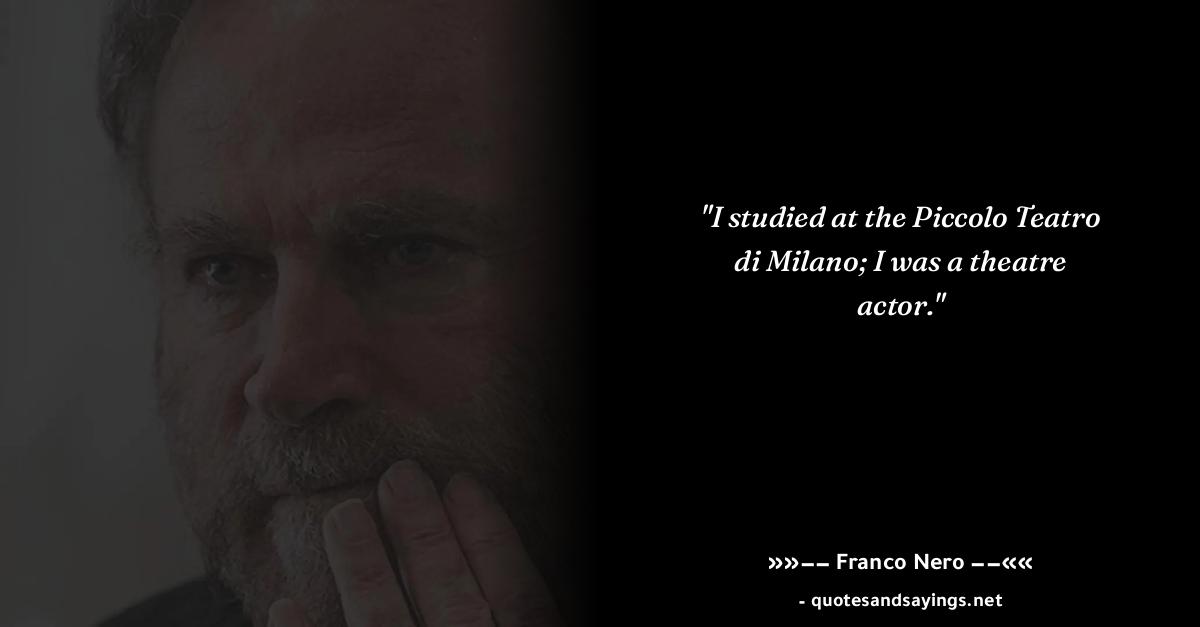 "I studied at the Piccolo Teatro
di Milano; I was a theatre
actor."
»»–– Franco Nero ––««
- quotesandsayings.net